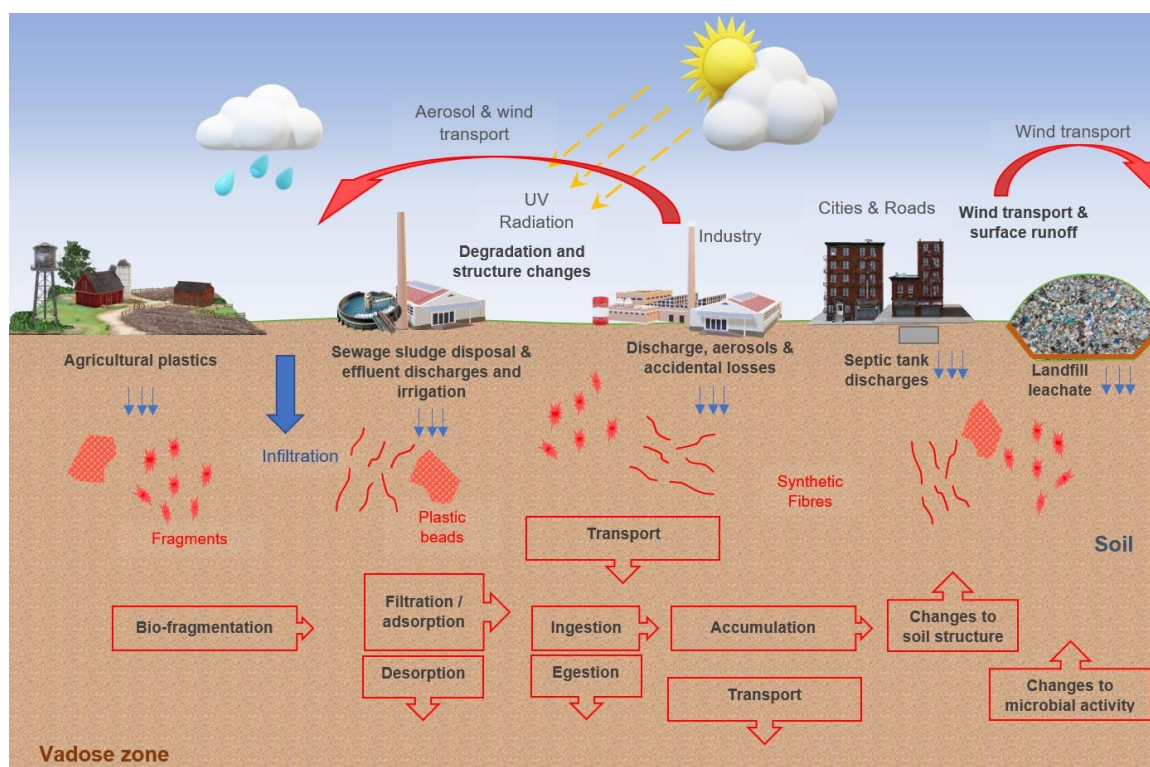 Aerosol & wind
transport
Wind transport
UV
Radiation
Cities & Roads
Wind transport &
surface runoff
Industry
Degradation and
structure changes
Agricultural plastics
Sewage sludge disposal &
effluent discharges and
irrigation
Discharge, aerosols &
accidental losses
Septic tank
discharges
Landfill
leachate
Infiltration
Fragments
Plastic
beads
Synthetic
Fibres
Transport
Soil
Bio-fragmentation
Filtration /
adsorption
Ingestion
Accumulation
Changes to
soil structure
Desorption
Egestion
Transport
Changes to
microbial activity
Vadose zone